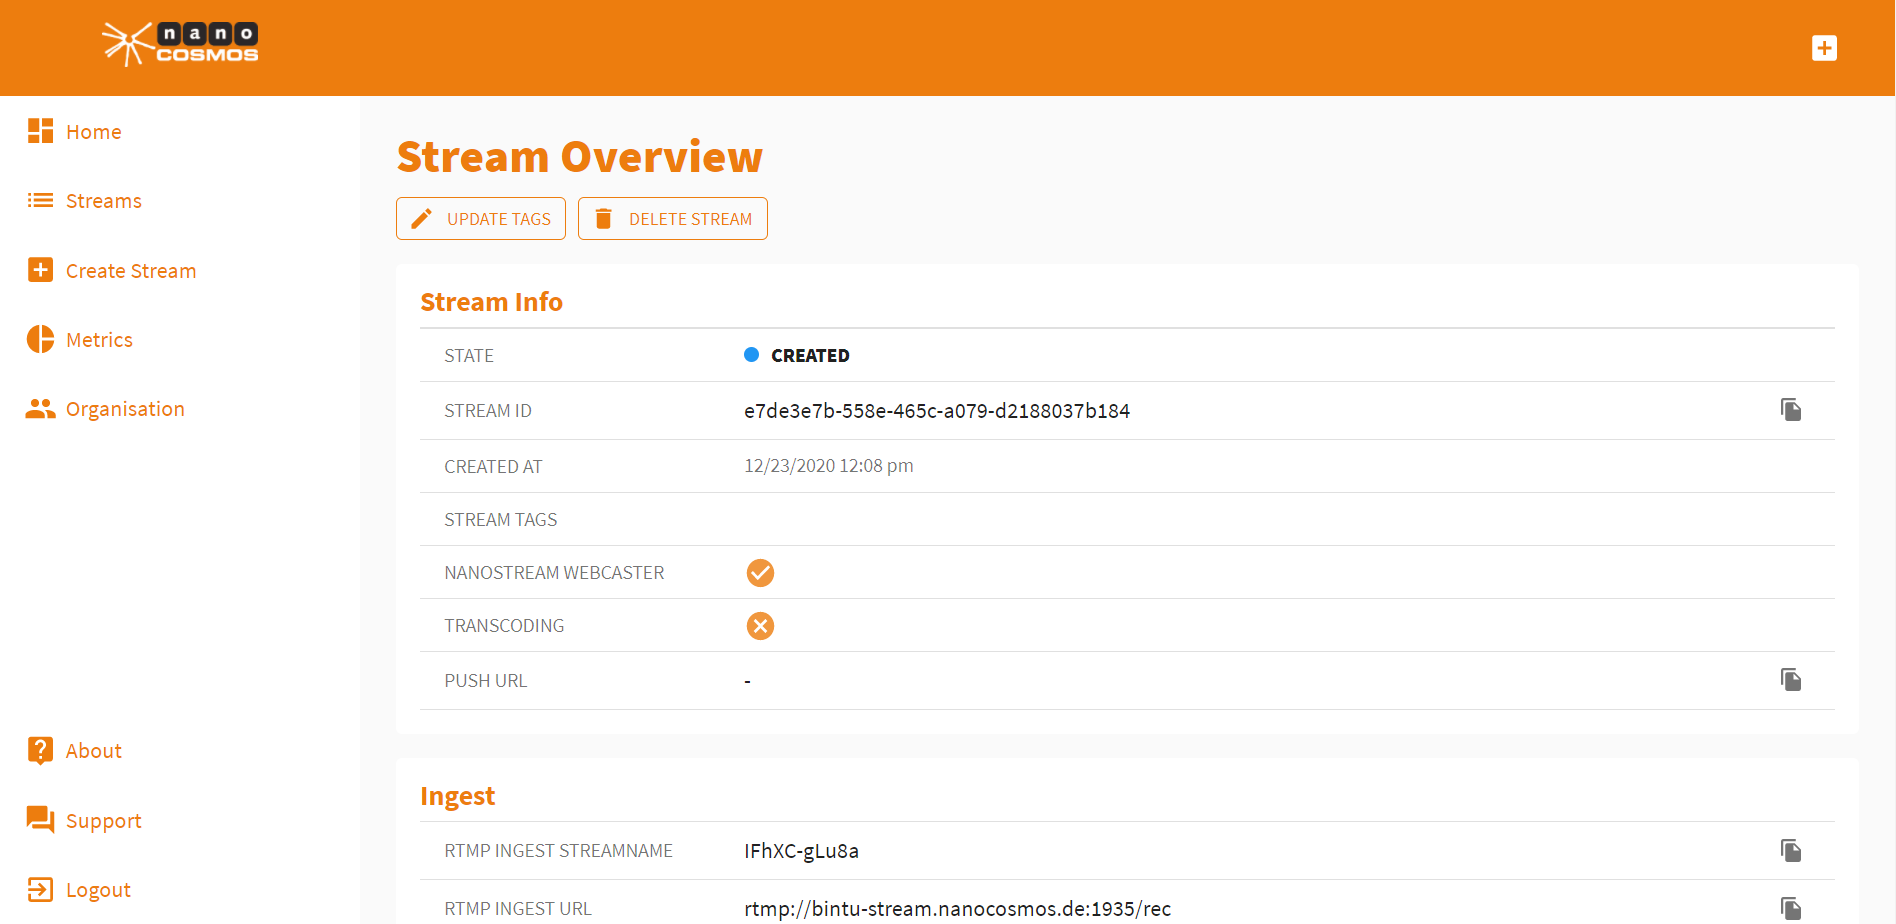 nano
COSMOS
Home
Streams
Create Stream
Metrics
Organisation
About
Support
Logout
Stream Overview
UPDATE TAGS DELETE STREAM
Stream Info
STATE CREATED
STREAM ID e7de3e7b-558e-465c-a079-d2188037b184
CREATED AT 12/23/2020 12:08 pm
STREAM TAGS
NANOSTREAM WEBCASTER
TRANSCODING
PUSH URL -
Ingest
RTMP INGEST STREAMNAME IFhXC-gLu8a
RTMP INGEST URL rtmp://bintu-stream.nanocosmos.de:1935/rec